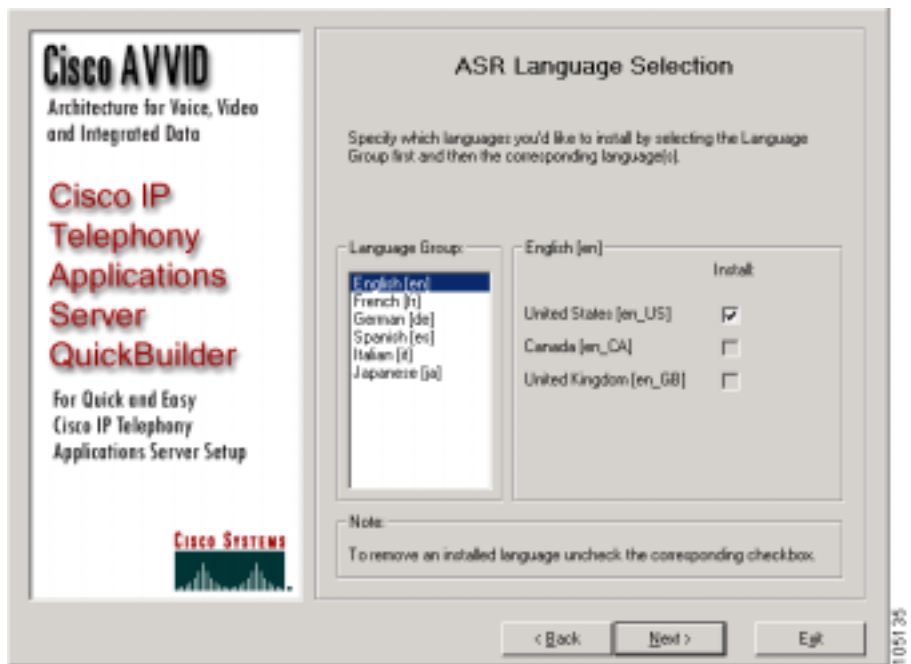 Cisco AVVID
Architecture for Voice, Video
and Integrated Data
Cisco IP
Telephony
Applications
Server
QuickBuilder
For Quick and Easy
Cisco IP Telephony
Applications Server Setup
CISCO SYSTEMS
ASR Language Selection
Specify which languages you'd like to install by selecting the Language
Group first and then the corresponding language(s).
Language Group:
English [en]
French [fr]
German [de]
Spanish [es]
Italian [it]
Japanese [ja]
English [en]
Install:
United States [en_US]
Canada [en_CA]
United Kingdom [en_GB]
Note:
To remove an installed language uncheck the corresponding checkbox.
< Back
Next >
Exit
105135